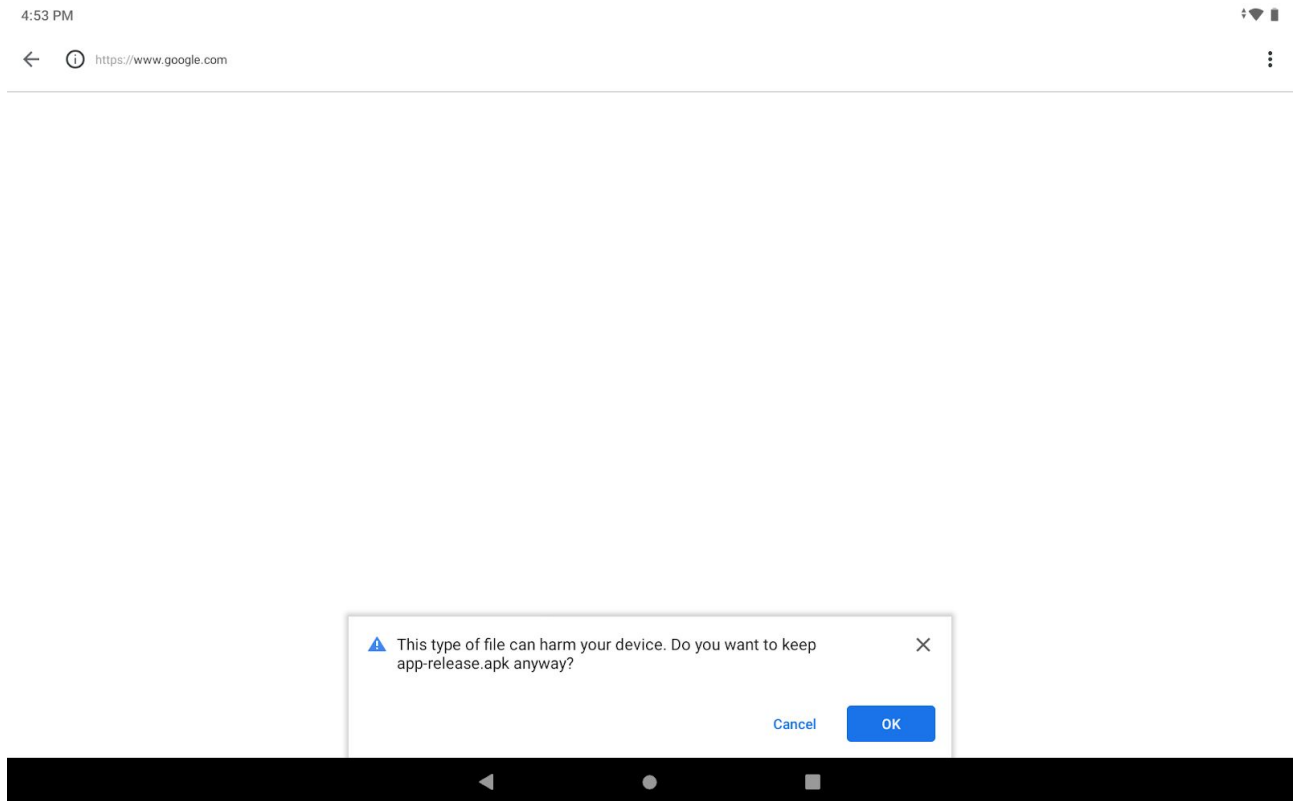 4:53 PM
https://www.google.com
This type of file can harm your device. Do you want to keep
app-release.apk anyway?
Cancel
OK